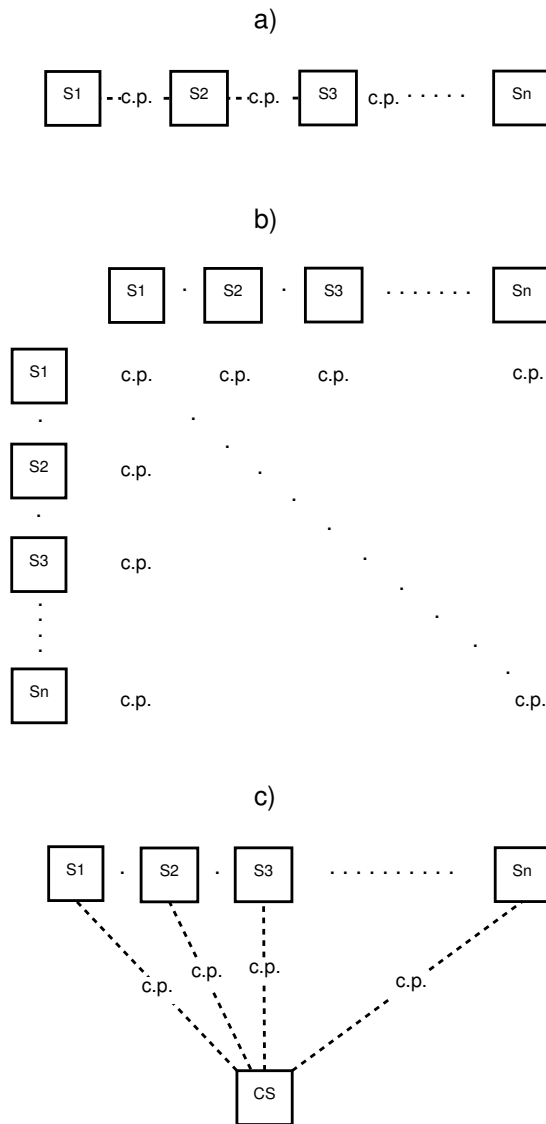 a)
S1 c.p. S2 c.p. S3 c.p. . . . . . Sn
b)
S1 . S2 . S3 . . . . . . . Sn
S1 c.p. c.p. c.p. c.p.
S2 c.p.
S3 c.p.
Sn c.p. c.p.
c)
S1 . S2 . S3 . . . . . . . . . . Sn
c.p. c.p. c.p. c.p.
CS